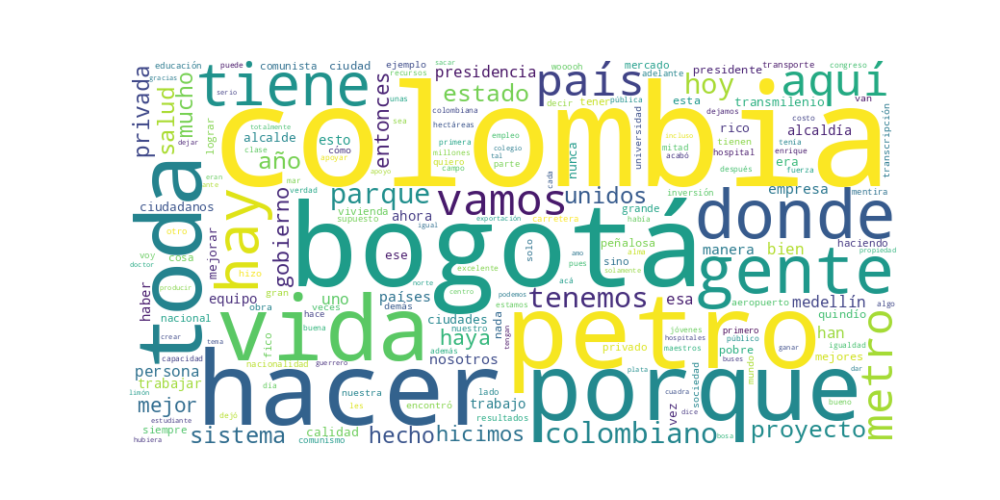 educación puede comunista ciudad ejemplo wooooh mercado presidente transporte congreso
gracias serio tiene recursos sacar presidencia país adelante hoy aquí
privada salud mucho colombia unas estado decir tener pública esta transmilenio van
colombiana hectáreas dejamos costo
entonces sea universidad rico alcaldía
totalmente lograr alcalde esto primera empleo nunca mitad tienen enrique transcripción
dejar clase cómo millones colegio hospital tenía
año apoyar quiero tal parte acabó incluso era fuerza
eran mar apoyo campo cada después
ante verdad parque vamos unidos inversión empresa mentira
toda hay ciudadanos vivienda ahora bogotá exportación carretera grande donde
otro gobierno supuesto igual había
voy cosa mejorar hizo ese excelente solo amo peñalosa alma manera bien haciendo
doctor pues sino gente propiedad
haber producir equipo gran norte centro acá solamente
uno países tenemos esa aeropuerto medellín algo
nacional obra veces demás podemos estamos
vida hace ciudades nada petro jóvenes primero quindío
crear tema buena nuestro haya tengan hospitales público han igualdad metro
fico además privado maestros pobre ganar mejores
capacidad nacionalidad guerrero nosotros buses
persona hacer porque mundo dar
trabajar día plata sociedad
limón nuestra lado cuadra
mejor dejó les encontró trabajo vez dice bueno
estudiante resultados
siempre sistema calidad hecho hicimos colombiano bosa proyecto
hubiera comunismo